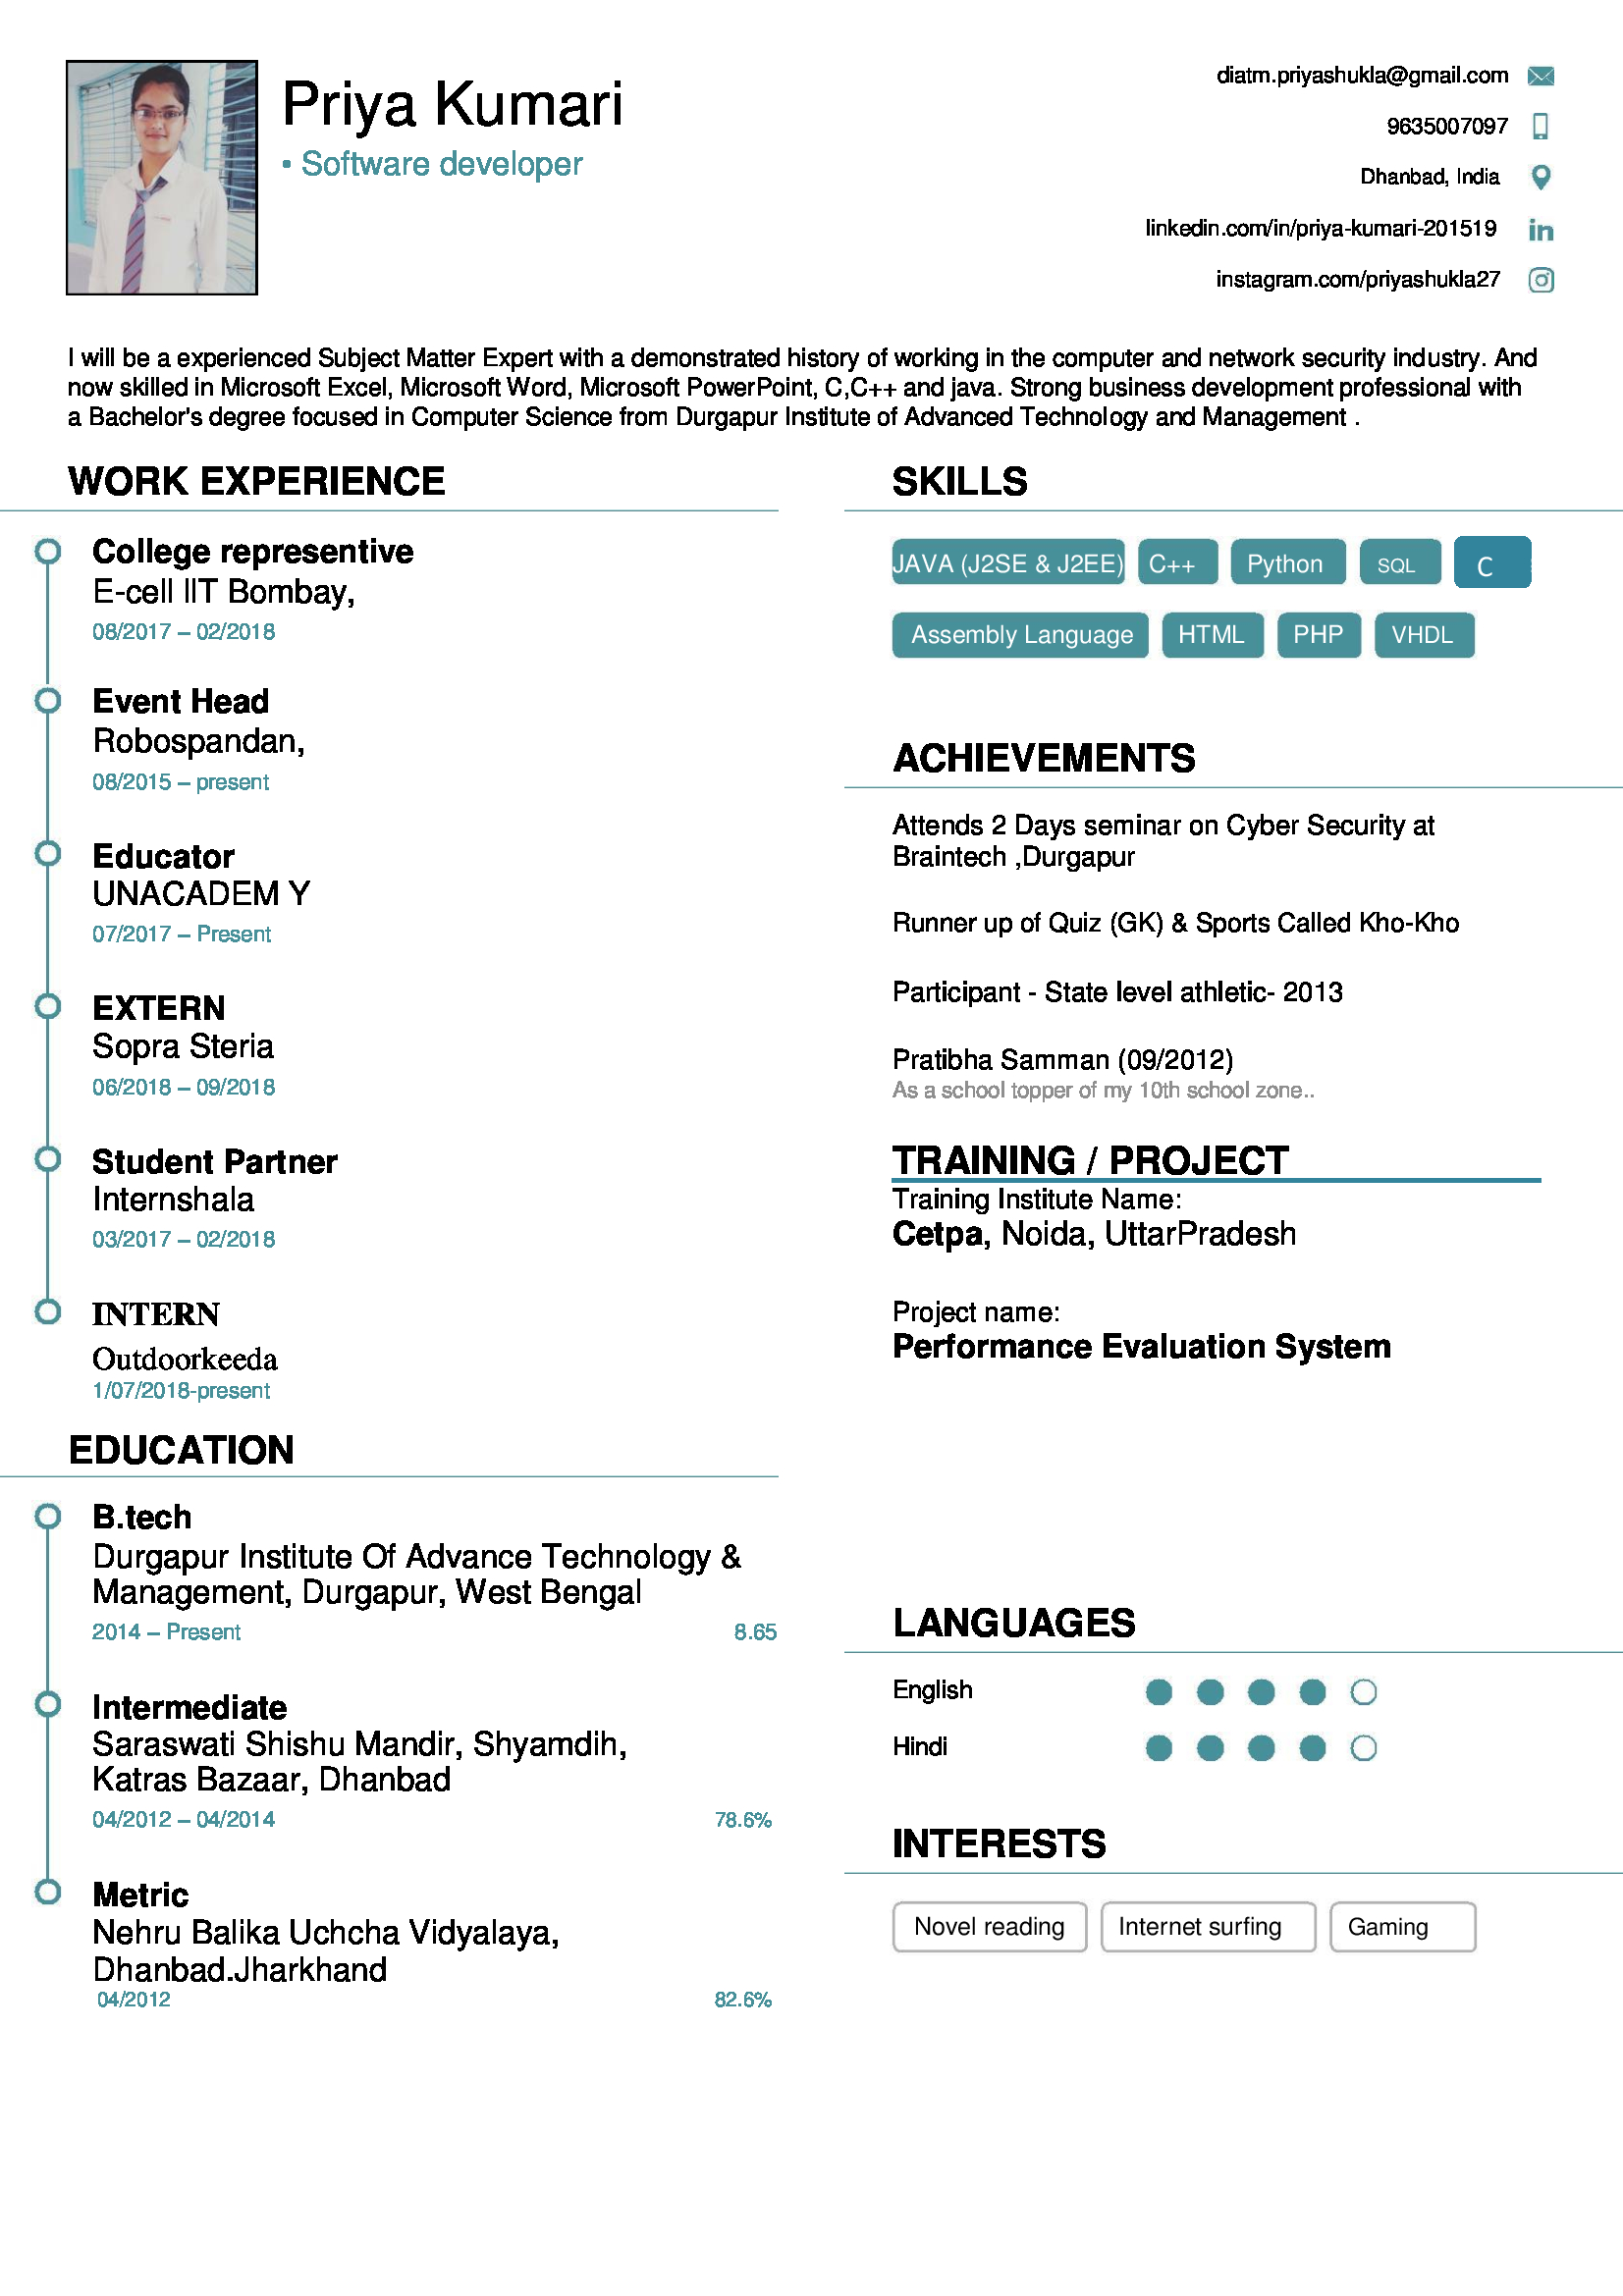 Priya Kumari
• Software developer
diatm.priyashukla@gmail.com
9635007097
Dhanbad, India
linkedin.com/in/priya-kumari-201519
in
instagram.com/priyashukla27
I will be a experienced Subject Matter Expert with a demonstrated history of working in the computer and network security industry. And
now skilled in Microsoft Excel, Microsoft Word, Microsoft PowerPoint, C,C++ and java. Strong business development professional with
a Bachelor's degree focused in Computer Science from Durgapur Institute of Advanced Technology and Management .
WORK EXPERIENCE
College representive
E-cell IIT Bombay,
08/2017 – 02/2018
Event Head
Robospandan,
08/2015 – present
Educator
UNACADEM Y
07/2017 – Present
EXTERN
Sopra Steria
06/2018 – 09/2018
Student Partner
Internshala
03/2017 – 02/2018
INTERN
Outdoorkeeda
1/07/2018-present
EDUCATION
B.tech
Durgapur Institute Of Advance Technology &
Management, Durgapur, West Bengal
2014 – Present 8.65
Intermediate
Saraswati Shishu Mandir, Shyamdih,
Katras Bazaar, Dhanbad
04/2012 – 04/2014 78.6%
Metric
Nehru Balika Uchcha Vidyalaya,
Dhanbad.Jharkhand
04/2012 82.6%
SKILLS
JAVA (J2SE & J2EE) C++ Python SQL C
Assembly Language HTML PHP VHDL
ACHIEVEMENTS
Attends 2 Days seminar on Cyber Security at
Braintech ,Durgapur
Runner up of Quiz (GK) & Sports Called Kho-Kho
Participant - State level athletic- 2013
Pratibha Samman (09/2012)
As a school topper of my 10th school zone..
TRAINING / PROJECT
Training Institute Name:
Cetpa, Noida, UttarPradesh
Project name:
Performance Evaluation System
LANGUAGES
English
Hindi
INTERESTS
Novel reading Internet surfing Gaming